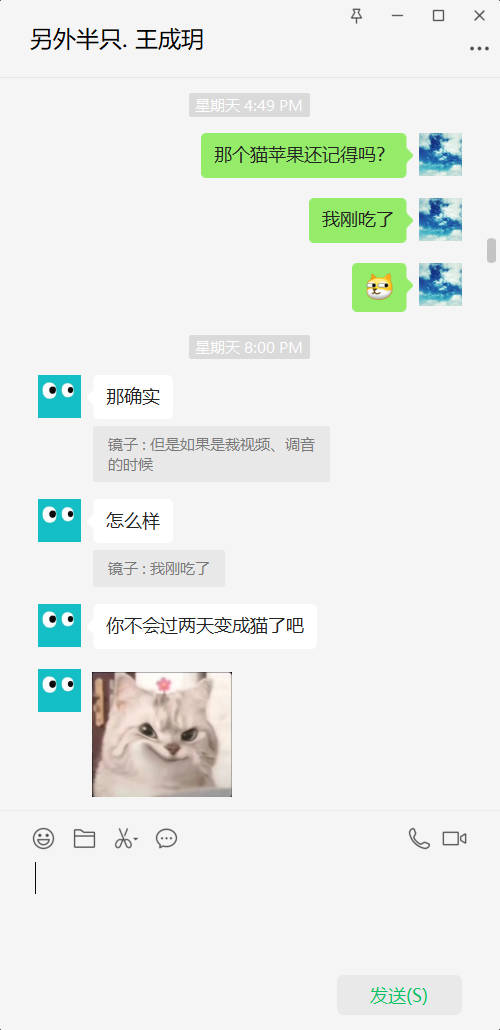 另外半只. 王成玥
星期天 4:49 PM
那个猫苹果还记得吗?
我刚吃了
星期天 8:00 PM
那确实
镜子 : 但是如果是裁视频、调音
的时候
怎么样
镜子 : 我刚吃了
你不会过两天变成猫了吧
发送(S)